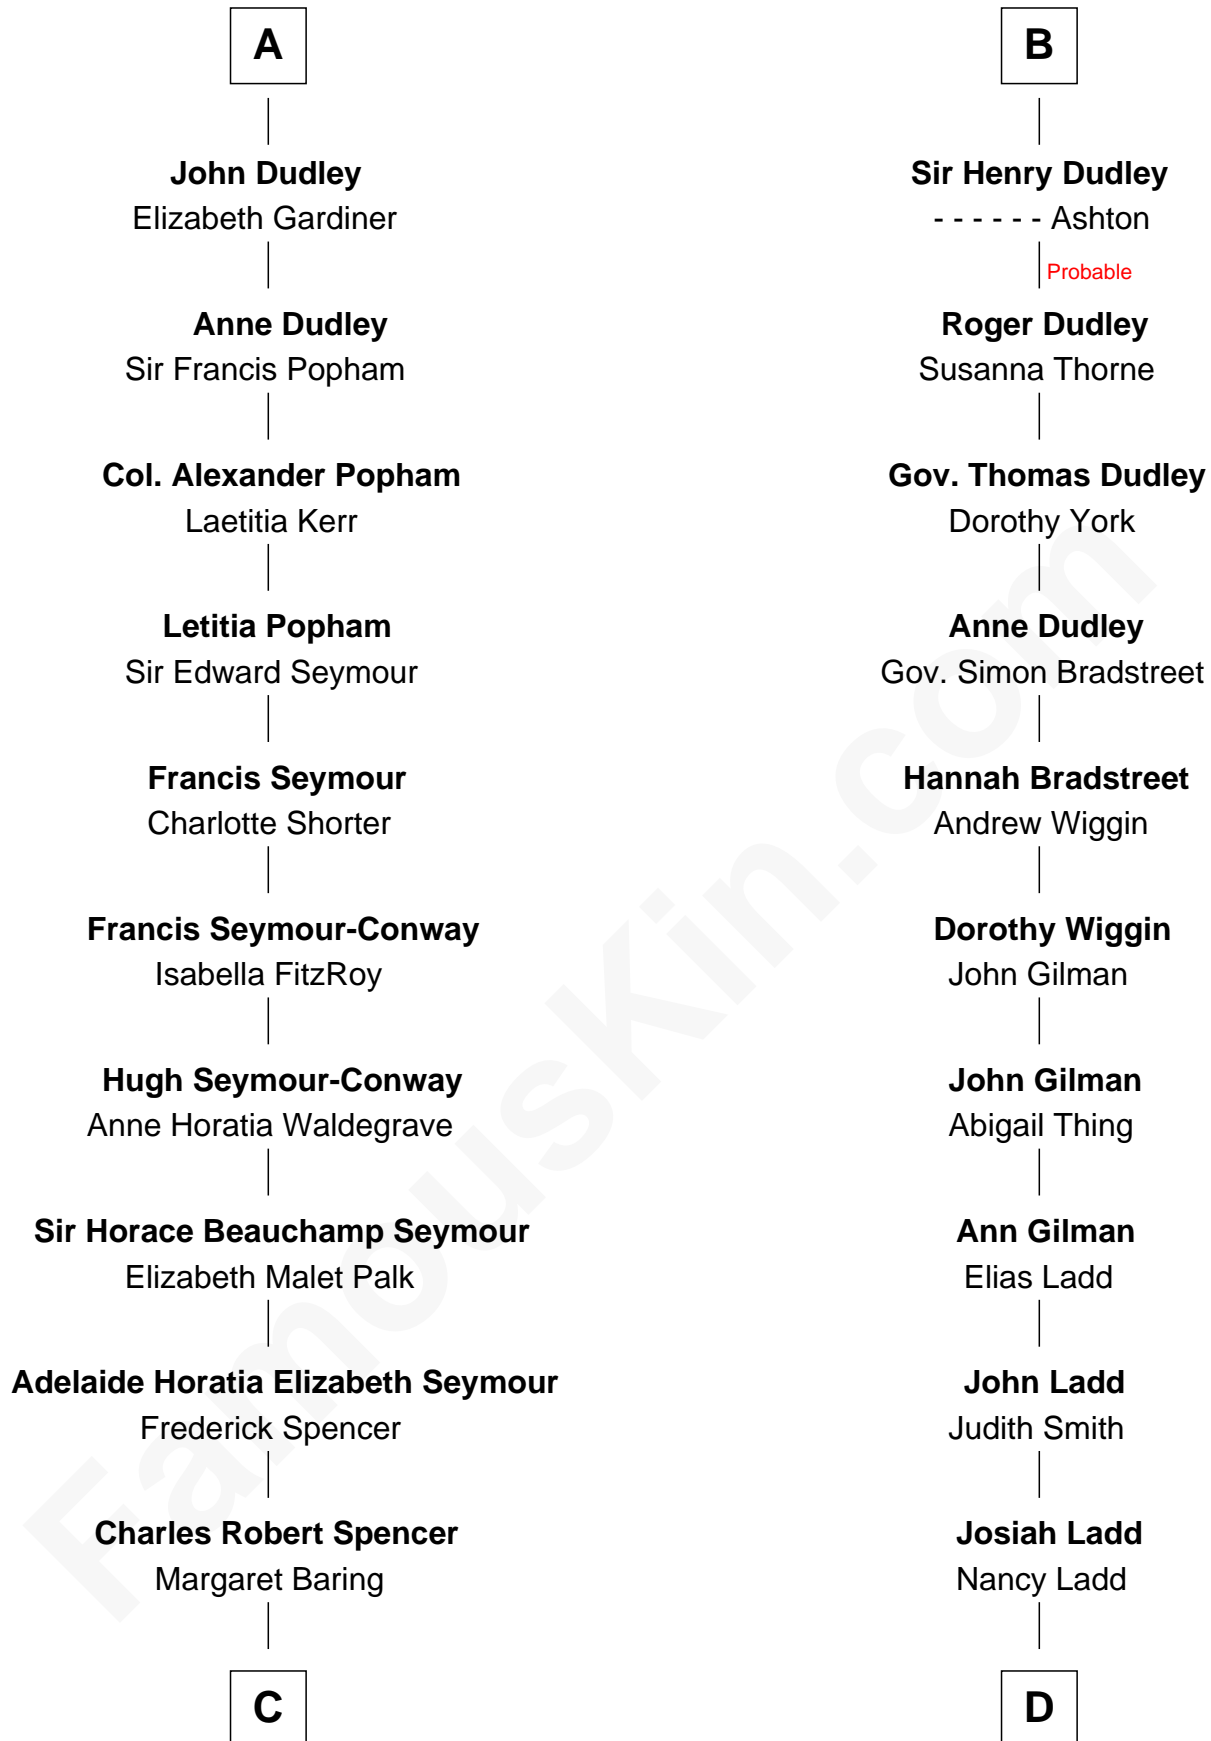 A
John Dudley
Elizabeth Gardiner
Anne Dudley
Sir Francis Popham
Col. Alexander Popham
Laetitia Kerr
Letitia Popham
Sir Edward Seymour
Francis Seymour
Charlotte Shorter
Francis Seymour-Conway
Isabella FitzRoy
Hugh Seymour-Conway
Anne Horatia Waldegrave
Sir Horace Beauchamp Seymour
Elizabeth Malet Palk
Adelaide Horatia Elizabeth Seymour
Frederick Spencer
Charles Robert Spencer
Margaret Baring
C
B
Sir Henry Dudley
- - - - - - Ashton
Probable
Roger Dudley
Susanna Thorne
Gov. Thomas Dudley
Dorothy York
Anne Dudley
Gov. Simon Bradstreet
Hannah Bradstreet
Andrew Wiggin
Dorothy Wiggin
John Gilman
John Gilman
Abigail Thing
Ann Gilman
Elias Ladd
John Ladd
Judith Smith
Josiah Ladd
Nancy Ladd
D
FamousKin.com